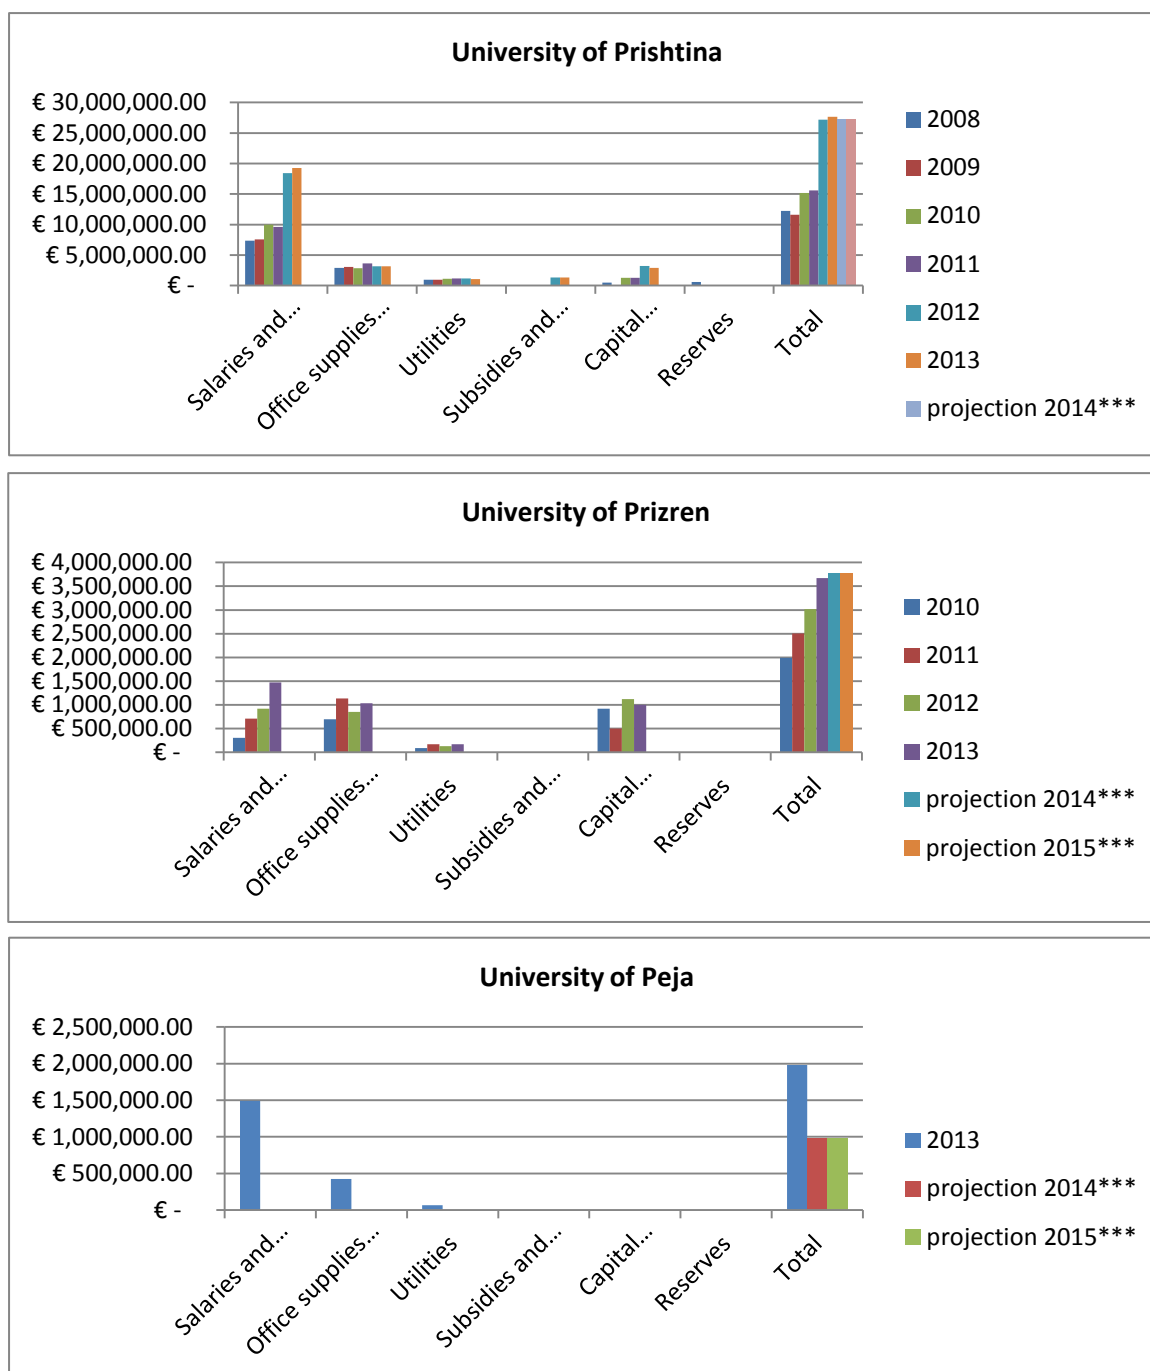 University of Prishtina
€ 30,000,000.00
€ 25,000,000.00
€ 20,000,000.00
€ 15,000,000.00
€ 10,000,000.00
€ 5,000,000.00
€ -
Salaries and...
Office supplies...
Utilities
Subsidies and...
Capital...
Reserves
Total
2008
2009
2010
2011
2012
2013
projection 2014***
University of Prizren
€ 4,000,000.00
€ 3,500,000.00
€ 3,000,000.00
€ 2,500,000.00
€ 2,000,000.00
€ 1,500,000.00
€ 1,000,000.00
€ 500,000.00
€ -
Salaries and...
Office supplies...
Utilities
Subsidies and...
Capital...
Reserves
Total
2010
2011
2012
2013
projection 2014***
projection 2015***
University of Peja
€ 2,500,000.00
€ 2,000,000.00
€ 1,500,000.00
€ 1,000,000.00
€ 500,000.00
€ -
Salaries and...
Office supplies...
Utilities
Subsidies and...
Capital...
Reserves
Total
2013
projection 2014***
projection 2015***